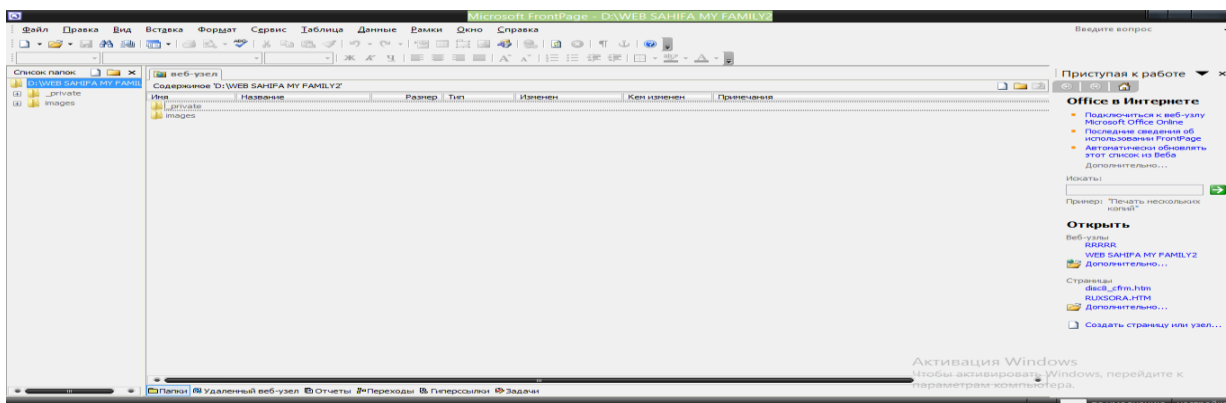 Microsoft FrontPage - D:\WEB SAHIFA MY FAMILY2
Файл Правка Вид Вставка Формат Сервис Таблица Данные Рамки Окно Справка
Введите вопрос
Список папок
D:\WEB SAHIFA MY FAMIL
_private
images
веб-узел
Содержимое 'D:\WEB SAHIFA MY FAMILY2'
Имя Название Размер Тип Изменен Кем изменен Примечания
_private
images
Папки Удаленный веб-узел Отчеты Переходы Гиперссылки Задачи
Приступая к работе
Office в Интернете
Подключиться к веб-узлу
Microsoft Office Online
Последние сведения об
использовании FrontPage
Автоматически обновлять
этот список из Веба
Дополнительно...
Искать:
Пример: "Печать нескольких
копий"
Открыть
Веб-узлы
RRRRR
WEB SAHIFA MY FAMILY2
Дополнительно...
Страницы
disc8_cfrm.htm
RUXSORA.HTM
Дополнительно...
Создать страницу или узел...
Активация Windows
Чтобы активировать Windows, перейдите к
параметрам компьютера.